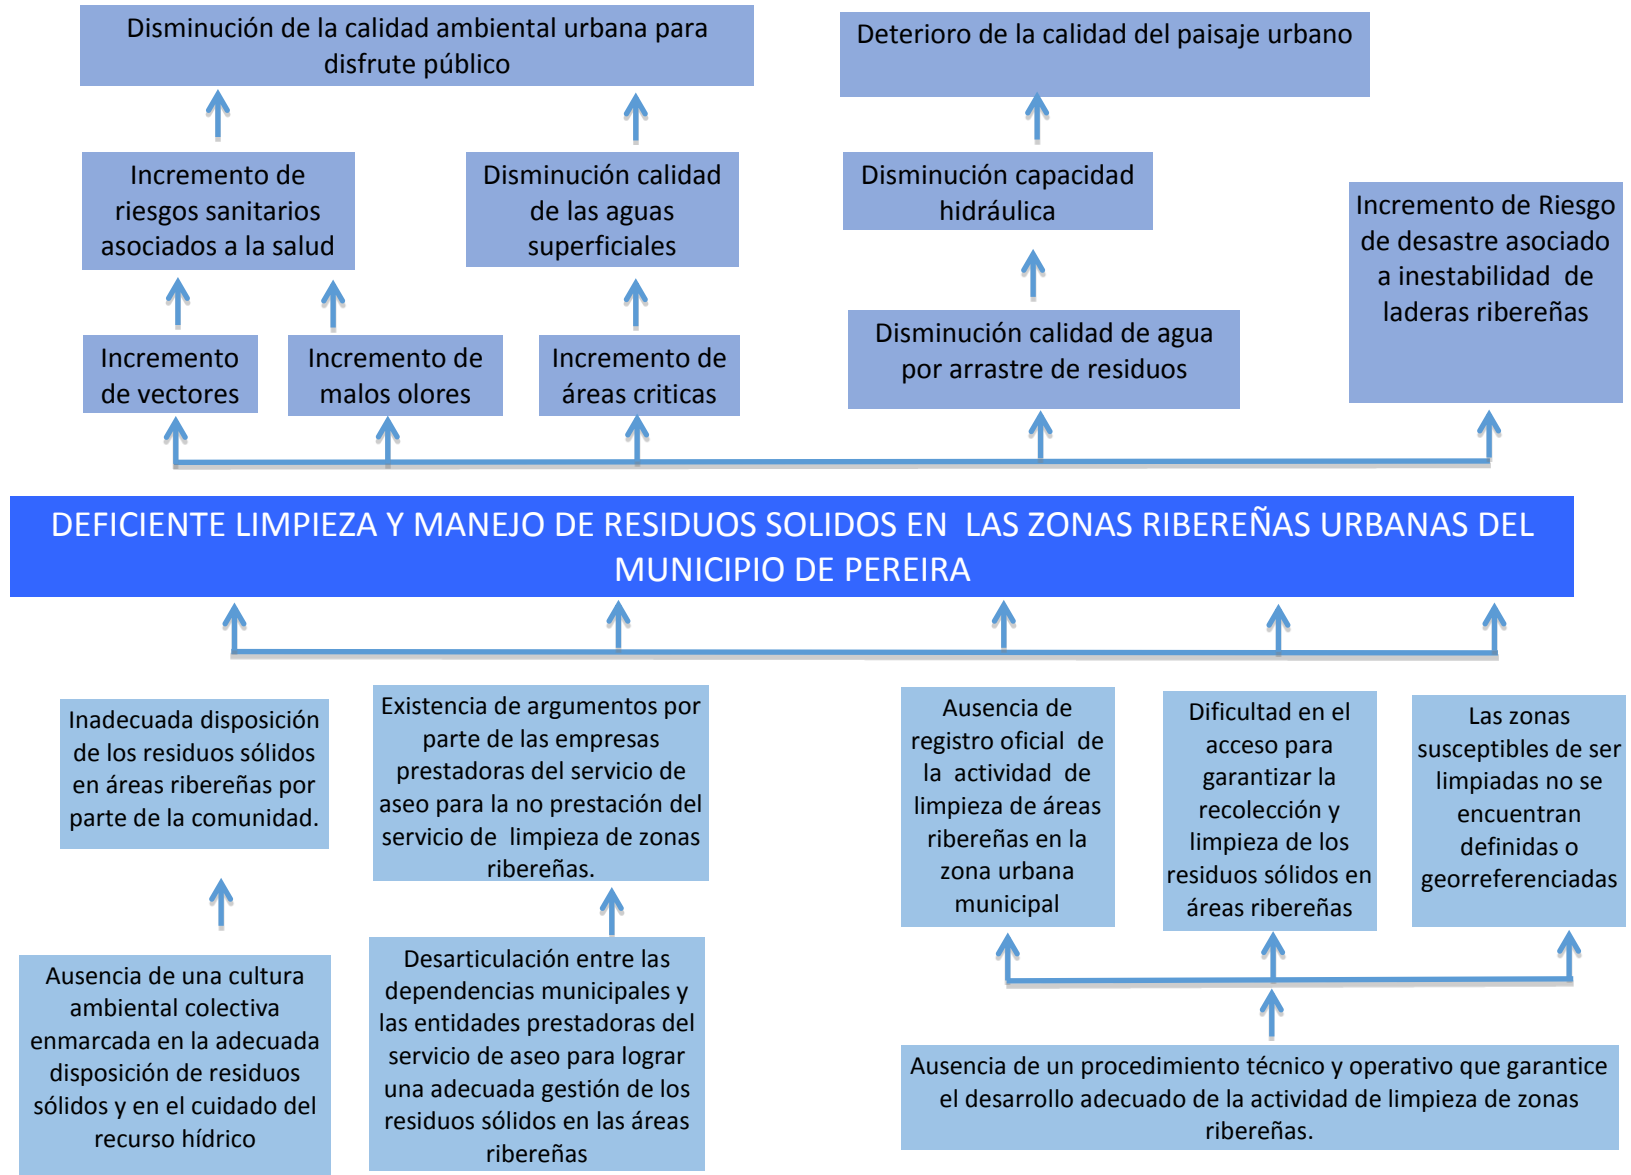 Disminución de la calidad ambiental urbana para
disfrute público
Deterioro de la calidad del paisaje urbano
Incremento de
riesgos sanitarios
asociados a la salud
Disminución calidad
de las aguas
superficiales
Disminución capacidad
hidráulica
Incremento de Riesgo
de desastre asociado
a inestabilidad de
laderas ribereñas
Incremento
de vectores
Incremento de
malos olores
Incremento de
áreas criticas
Disminución calidad de agua
por arrastre de residuos
DEFICIENTE LIMPIEZA Y MANEJO DE RESIDUOS SOLIDOS EN LAS ZONAS RIBEREÑAS URBANAS DEL
MUNICIPIO DE PEREIRA
Inadecuada disposición
de los residuos sólidos
en áreas ribereñas por
parte de la comunidad.
Existencia de argumentos por
parte de las empresas
prestadoras del servicio de
aseo para la no prestación del
servicio de limpieza de zonas
ribereñas.
Ausencia de
registro oficial de
la actividad de
limpieza de áreas
ribereñas en la
zona urbana
municipal
Dificultad en el
acceso para
garantizar la
recolección y
limpieza de los
residuos sólidos en
áreas ribereñas
Las zonas
susceptibles de ser
limpiadas no se
encuentran
definidas o
georreferenciadas
Ausencia de una cultura
ambiental colectiva
enmarcada en la adecuada
disposición de residuos
sólidos y en el cuidado del
recurso hídrico
Desarticulación entre las
dependencias municipales y
las entidades prestadoras del
servicio de aseo para lograr
una adecuada gestión de los
residuos sólidos en las áreas
ribereñas
Ausencia de un procedimiento técnico y operativo que garantice
el desarrollo adecuado de la actividad de limpieza de zonas
ribereñas.